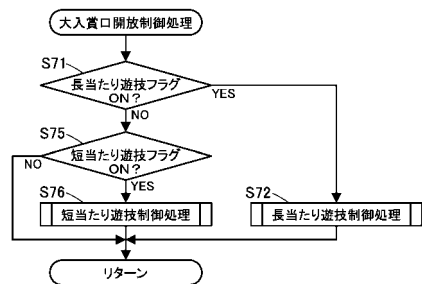 大入賞口開放制御処理
S71
長当たり遊技フラグ
ON?
YES
NO
S75
短当たり遊技フラグ
ON?
NO
YES
S76
短当たり遊技制御処理
S72
長当たり遊技制御処理
リターン